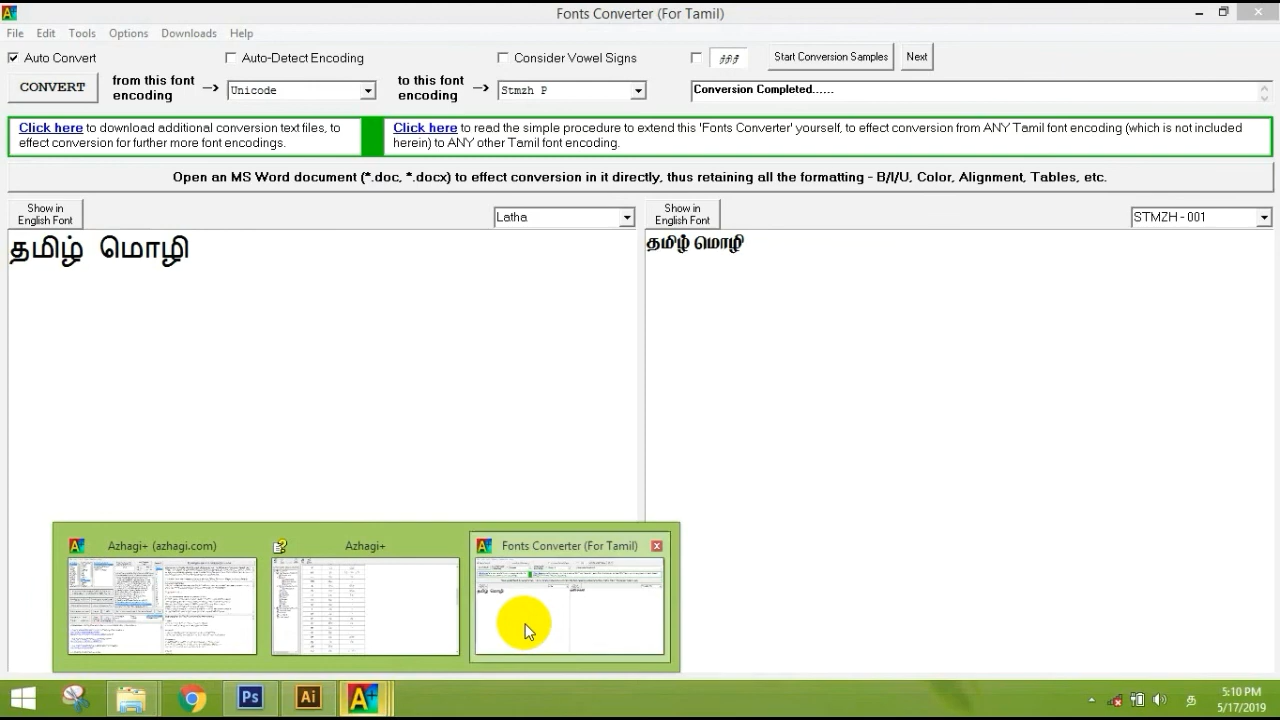 Fonts Converter (For Tamil)
File Edit Tools Options Downloads Help
Auto Convert Auto-Detect Encoding Consider Vowel Signs Start Conversion Samples Next
CONVERT from this font encoding --> Unicode to this font encoding --> Stmzh P Conversion Completed......
Click here to download additional conversion text files, to
effect conversion for further more font encodings.
Click here to read the simple procedure to extend this 'Fonts Converter' yourself, to effect conversion from ANY Tamil font encoding (which is not included
herein) to ANY other Tamil font encoding.
Open an MS Word document (*.doc, *.docx) to effect conversion in it directly, thus retaining all the formatting - B/I/U, Color, Alignment, Tables, etc.
Show in
English Font
Latha
Show in
English Font
STMZH - 001
தமிழ் மொழி
தமிழ் மொழி
Azhagi+ (azhagi.com)
Azhagi+
Fonts Converter (For Tamil)
Ps Ai A+
த
5:10 PM
5/17/2019